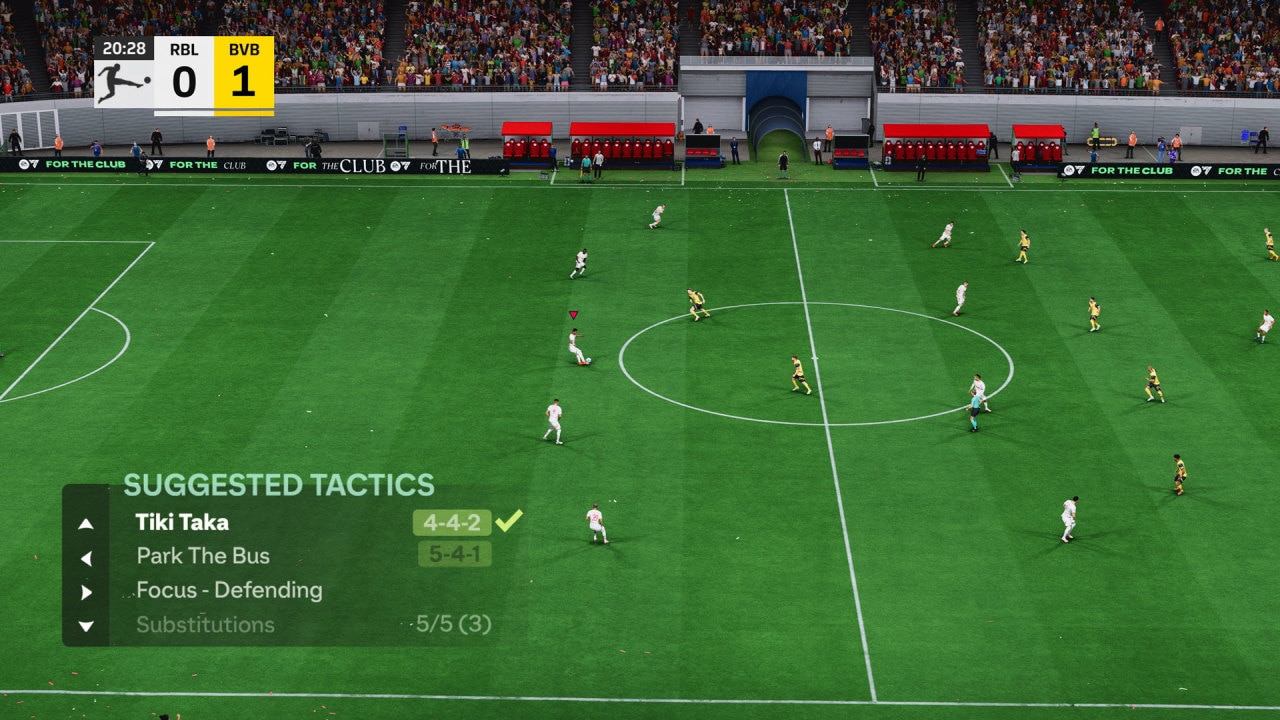 20:28 RBL BVB
0 1
FOR THE CLUB FOR THE CLUB FOR THE CLUB FOR THE
FOR THE CLUB FOR THE
SUGGESTED TACTICS
Tiki Taka 4-4-2
Park The Bus 5-4-1
Focus - Defending
Substitutions 5/5 (3)